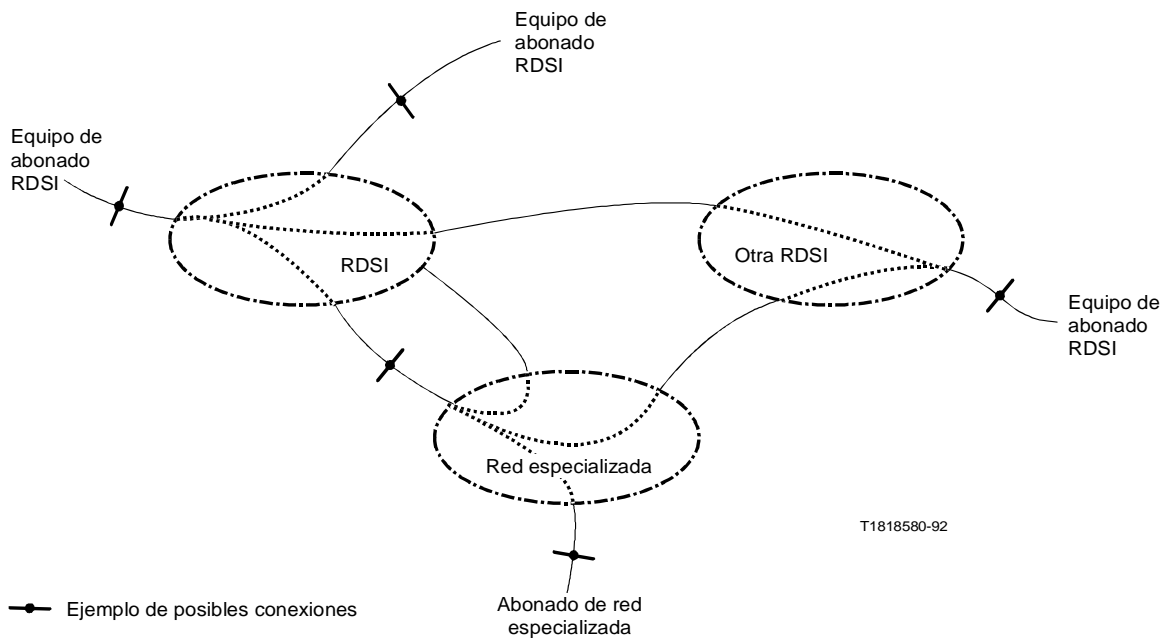 Equipo de
abonado
RDSI
Equipo de
abonado
RDSI
RDSI
Otra RDSI
Equipo de
abonado
RDSI
Red especializada
T1818580-92
Abonado de red
especializada
Ejemplo de posibles conexiones